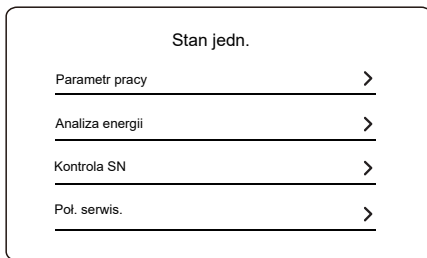 Stan jedn.
Parametr pracy
Analiza energii
Kontrola SN
Poł. serwis.